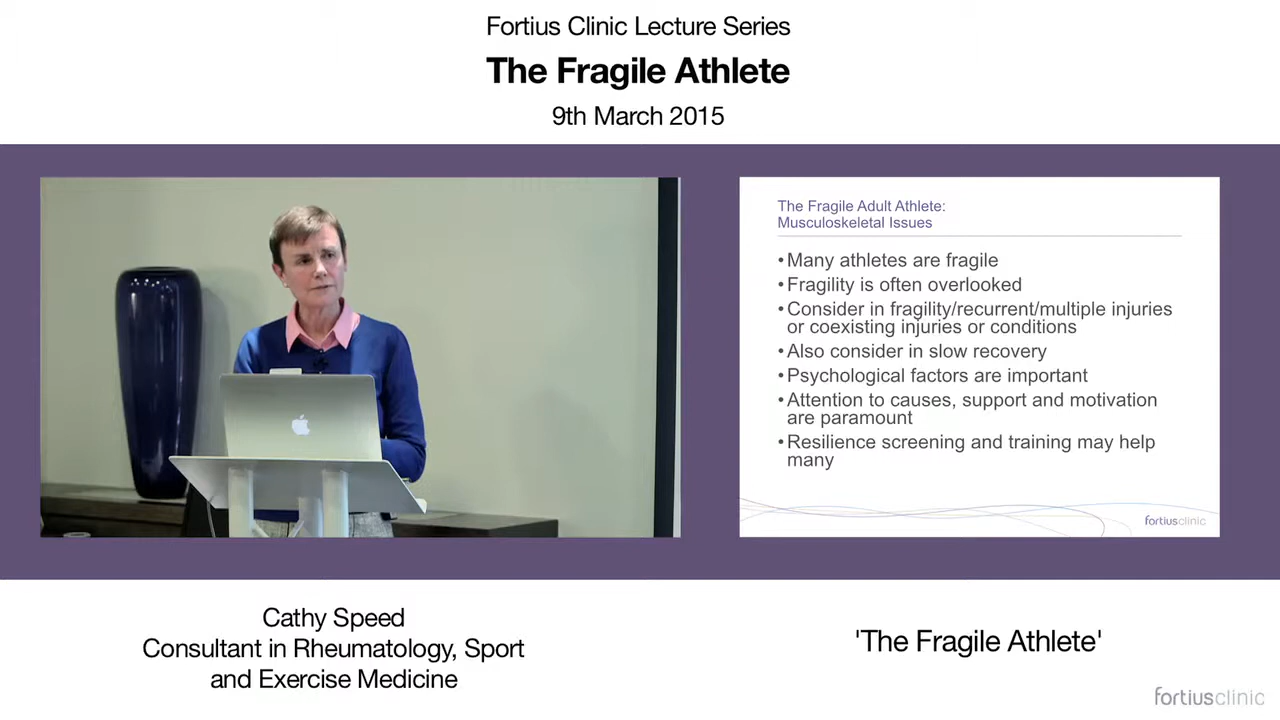 Fortius Clinic Lecture Series
The Fragile Athlete
9th March 2015
The Fragile Adult Athlete:
Musculoskeletal Issues
•Many athletes are fragile
•Fragility is often overlooked
•Consider in fragility/recurrent/multiple injuries
or coexisting injuries or conditions
•Also consider in slow recovery
•Psychological factors are important
•Attention to causes, support and motivation
are paramount
•Resilience screening and training may help
many
fortiusclinic
Cathy Speed
Consultant in Rheumatology, Sport
and Exercise Medicine
'The Fragile Athlete'
fortiusclinic